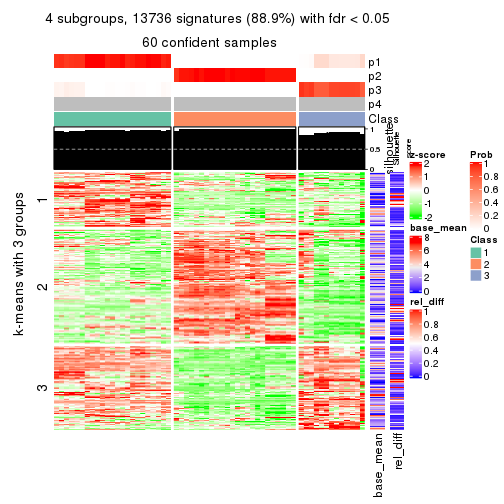 4 subgroups, 13736 signatures (88.9%) with fdr < 0.05
60 confident samples
p1
p2
p3
p4
Class
1
0.5
0
silhouette
Silhouette
score
k-means with 3 groups
1
2
3
base_mean
rel_diff
z-score
2
1
0
-1
-2
base_mean
8
6
4
2
0
rel_diff
1
0.8
0.6
0.4
0.2
0
Prob
1
0.8
0.6
0.4
0.2
0
Class
1
2
3